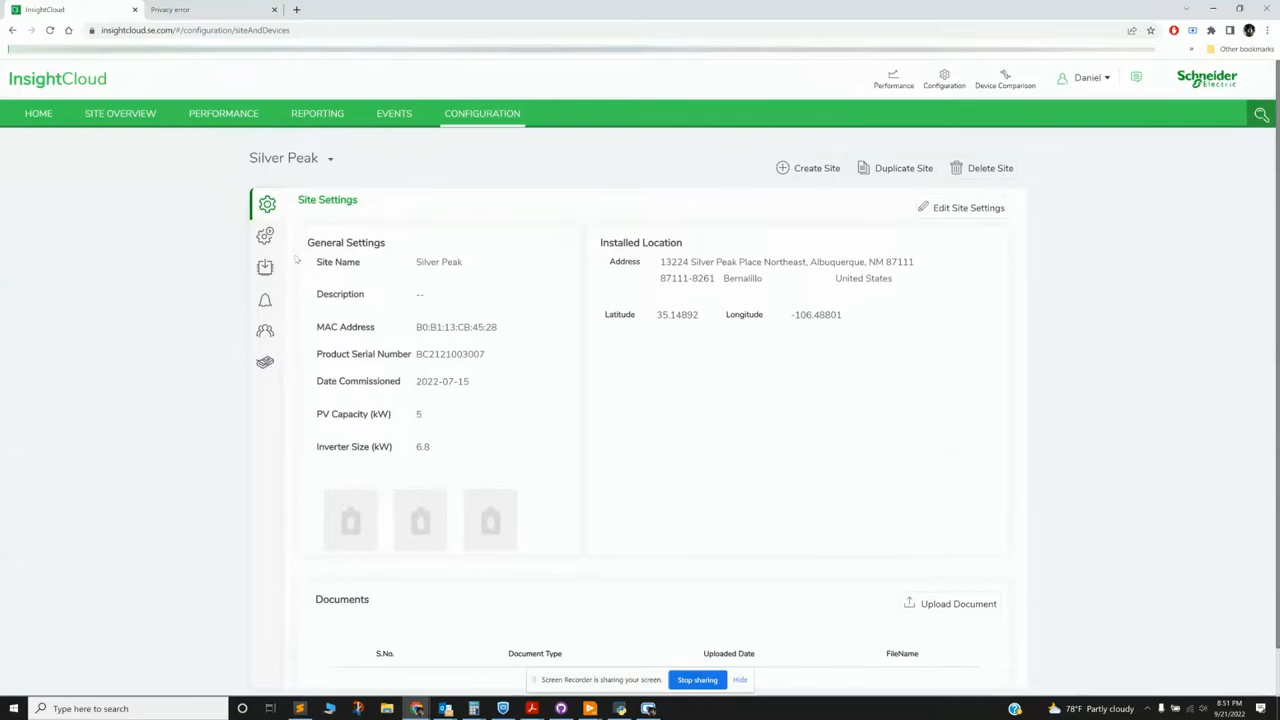 InsightCloud
Privacy error
insightcloud.se.com/#/configuration/siteAndDevices
» Other bookmarks
InsightCloud
Performance Configuration Device Comparison Daniel Schneider Electric
HOME SITE OVERVIEW PERFORMANCE REPORTING EVENTS CONFIGURATION
Silver Peak
Create Site Duplicate Site Delete Site
Site Settings
Edit Site Settings
General Settings
Site Name Silver Peak
Description --
MAC Address B0:B1:13:CB:45:28
Product Serial Number BC2121003007
Date Commissioned 2022-07-15
PV Capacity (kW) 5
Inverter Size (kW) 6.8
Installed Location
Address 13224 Silver Peak Place Northeast, Albuquerque, NM 87111
87111-8261 Bernalillo United States
Latitude 35.14892 Longitude -106.48801
Documents
Upload Document
S.No. Document Type Uploaded Date FileName
Screen Recorder is sharing your screen. Stop sharing Hide
Type here to search
78°F Partly cloudy
8:51 PM
9/21/2022